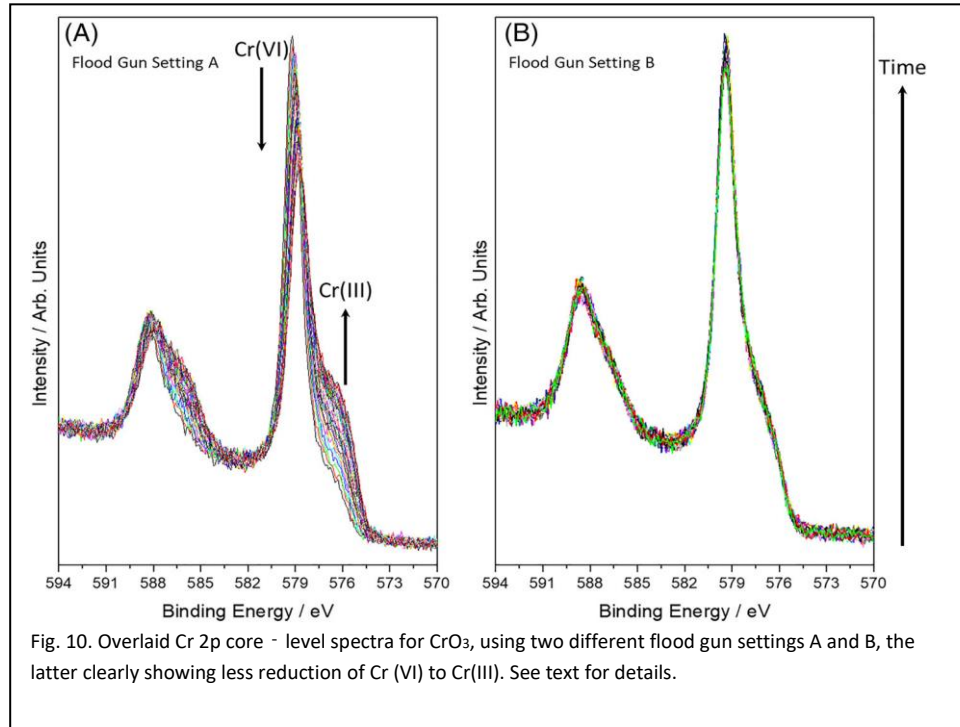 (A)
Flood Gun Setting A
Cr(VI)
Cr(III)
Intensity / Arb. Units
594 591 588 585 582 579 576 573 570
Binding Energy / eV
(B)
Flood Gun Setting B
Time
Intensity / Arb. Units
594 591 588 585 582 579 576 573 570
Binding Energy / eV
Fig. 10. Overlaid Cr 2p core - level spectra for CrO₃, using two different flood gun settings A and B, the
latter clearly showing less reduction of Cr (VI) to Cr(III). See text for details.